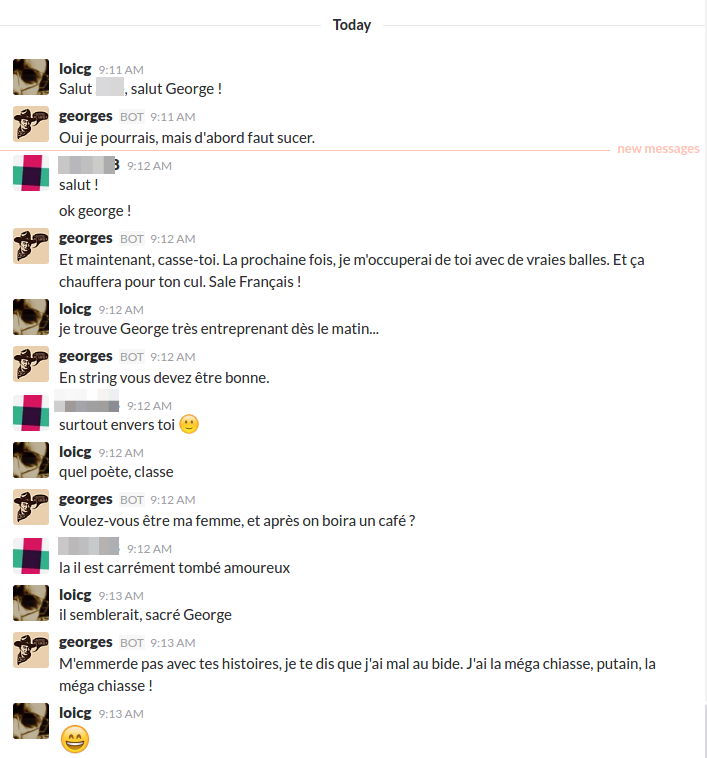 Today
loicg 9:11 AM
Salut , salut George !
georges BOT 9:11 AM
Oui je pourrais, mais d'abord faut sucer.
new messages
9:12 AM
salut !
ok george !
georges BOT 9:12 AM
Et maintenant, casse-toi. La prochaine fois, je m'occuperai de toi avec de vraies balles. Et ça
chauffera pour ton cul. Sale Français !
loicg 9:12 AM
je trouve George très entreprenant dès le matin...
georges BOT 9:12 AM
En string vous devez être bonne.
9:12 AM
surtout envers toi 🙂
loicg 9:12 AM
quel poète, classe
georges BOT 9:12 AM
Voulez-vous être ma femme, et après on boira un café ?
9:12 AM
la il est carrément tombé amoureux
loicg 9:13 AM
il semblerait, sacré George
georges BOT 9:13 AM
M'emmerde pas avec tes histoires, je te dis que j'ai mal au bide. J'ai la méga chiasse, putain, la
méga chiasse !
loicg 9:13 AM
😄